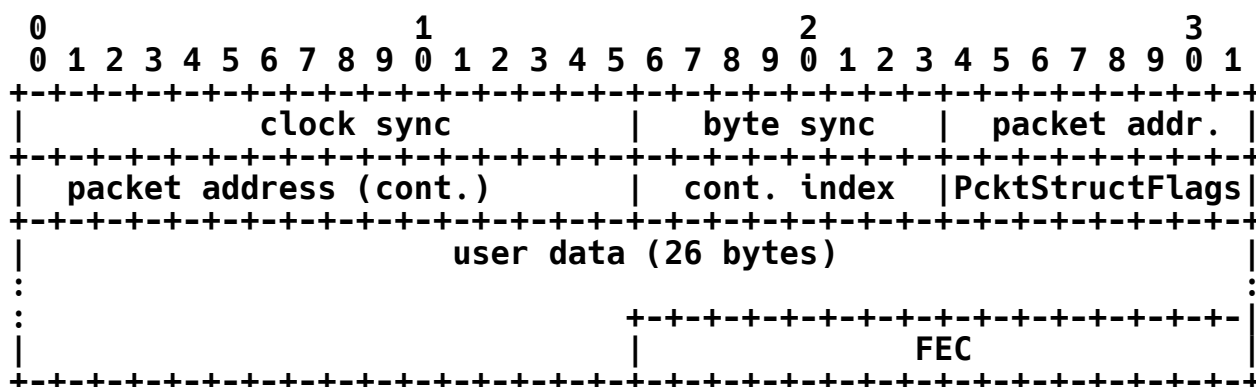 0                   1                   2                   3
0 1 2 3 4 5 6 7 8 9 0 1 2 3 4 5 6 7 8 9 0 1 2 3 4 5 6 7 8 9 0 1
+-+-+-+-+-+-+-+-+-+-+-+-+-+-+-+-+-+-+-+-+-+-+-+-+-+-+-+-+-+-+-+-+
|            clock sync         |   byte sync   |  packet addr. |
+-+-+-+-+-+-+-+-+-+-+-+-+-+-+-+-+-+-+-+-+-+-+-+-+-+-+-+-+-+-+-+-+
|  packet address (cont.)       |  cont. index  |PcktStructFlags|
+-+-+-+-+-+-+-+-+-+-+-+-+-+-+-+-+-+-+-+-+-+-+-+-+-+-+-+-+-+-+-+-+
|                      user data (26 bytes)                     |
:                                                               :
:                               +-+-+-+-+-+-+-+-+-+-+-+-+-+-+-+-|
|                               |              FEC              |
+-+-+-+-+-+-+-+-+-+-+-+-+-+-+-+-+-+-+-+-+-+-+-+-+-+-+-+-+-+-+-+-+